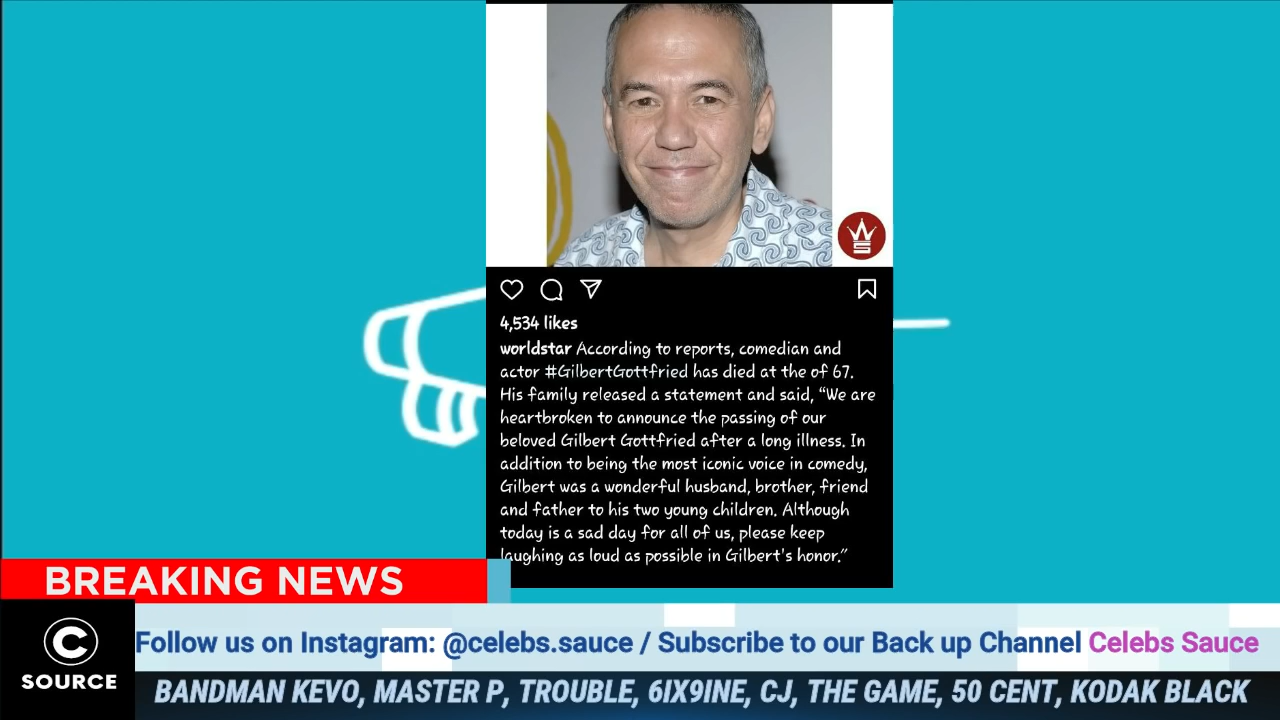 WS
4,534 likes
worldstar According to reports, comedian and
actor #GilbertGottfried has died at the of 67.
His family released a statement and said, “We are
heartbroken to announce the passing of our
beloved Gilbert Gottfried after a long illness. In
addition to being the most iconic voice in comedy,
Gilbert was a wonderful husband, brother, friend
and father to his two young children. Although
today is a sad day for all of us, please keep
laughing as loud as possible in Gilbert's honor.”
BREAKING NEWS
C
SOURCE
Follow us on Instagram: @celebs.sauce / Subscribe to our Back up Channel Celebs Sauce
BANDMAN KEVO, MASTER P, TROUBLE, 6IX9INE, CJ, THE GAME, 50 CENT, KODAK BLACK